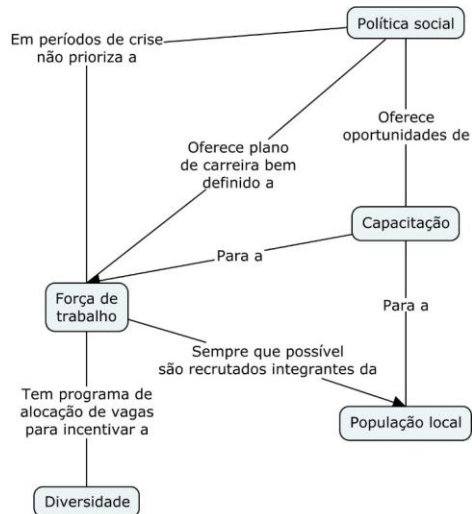 Política social
Em períodos de crise
não prioriza a
Oferece plano
de carreira bem
definido a
Oferece
oportunidades de
Capacitação
Para a
Força de
trabalho
Para a
Sempre que possível
são recrutados integrantes da
Tem programa de
alocação de vagas
para incentivar a
População local
Diversidade